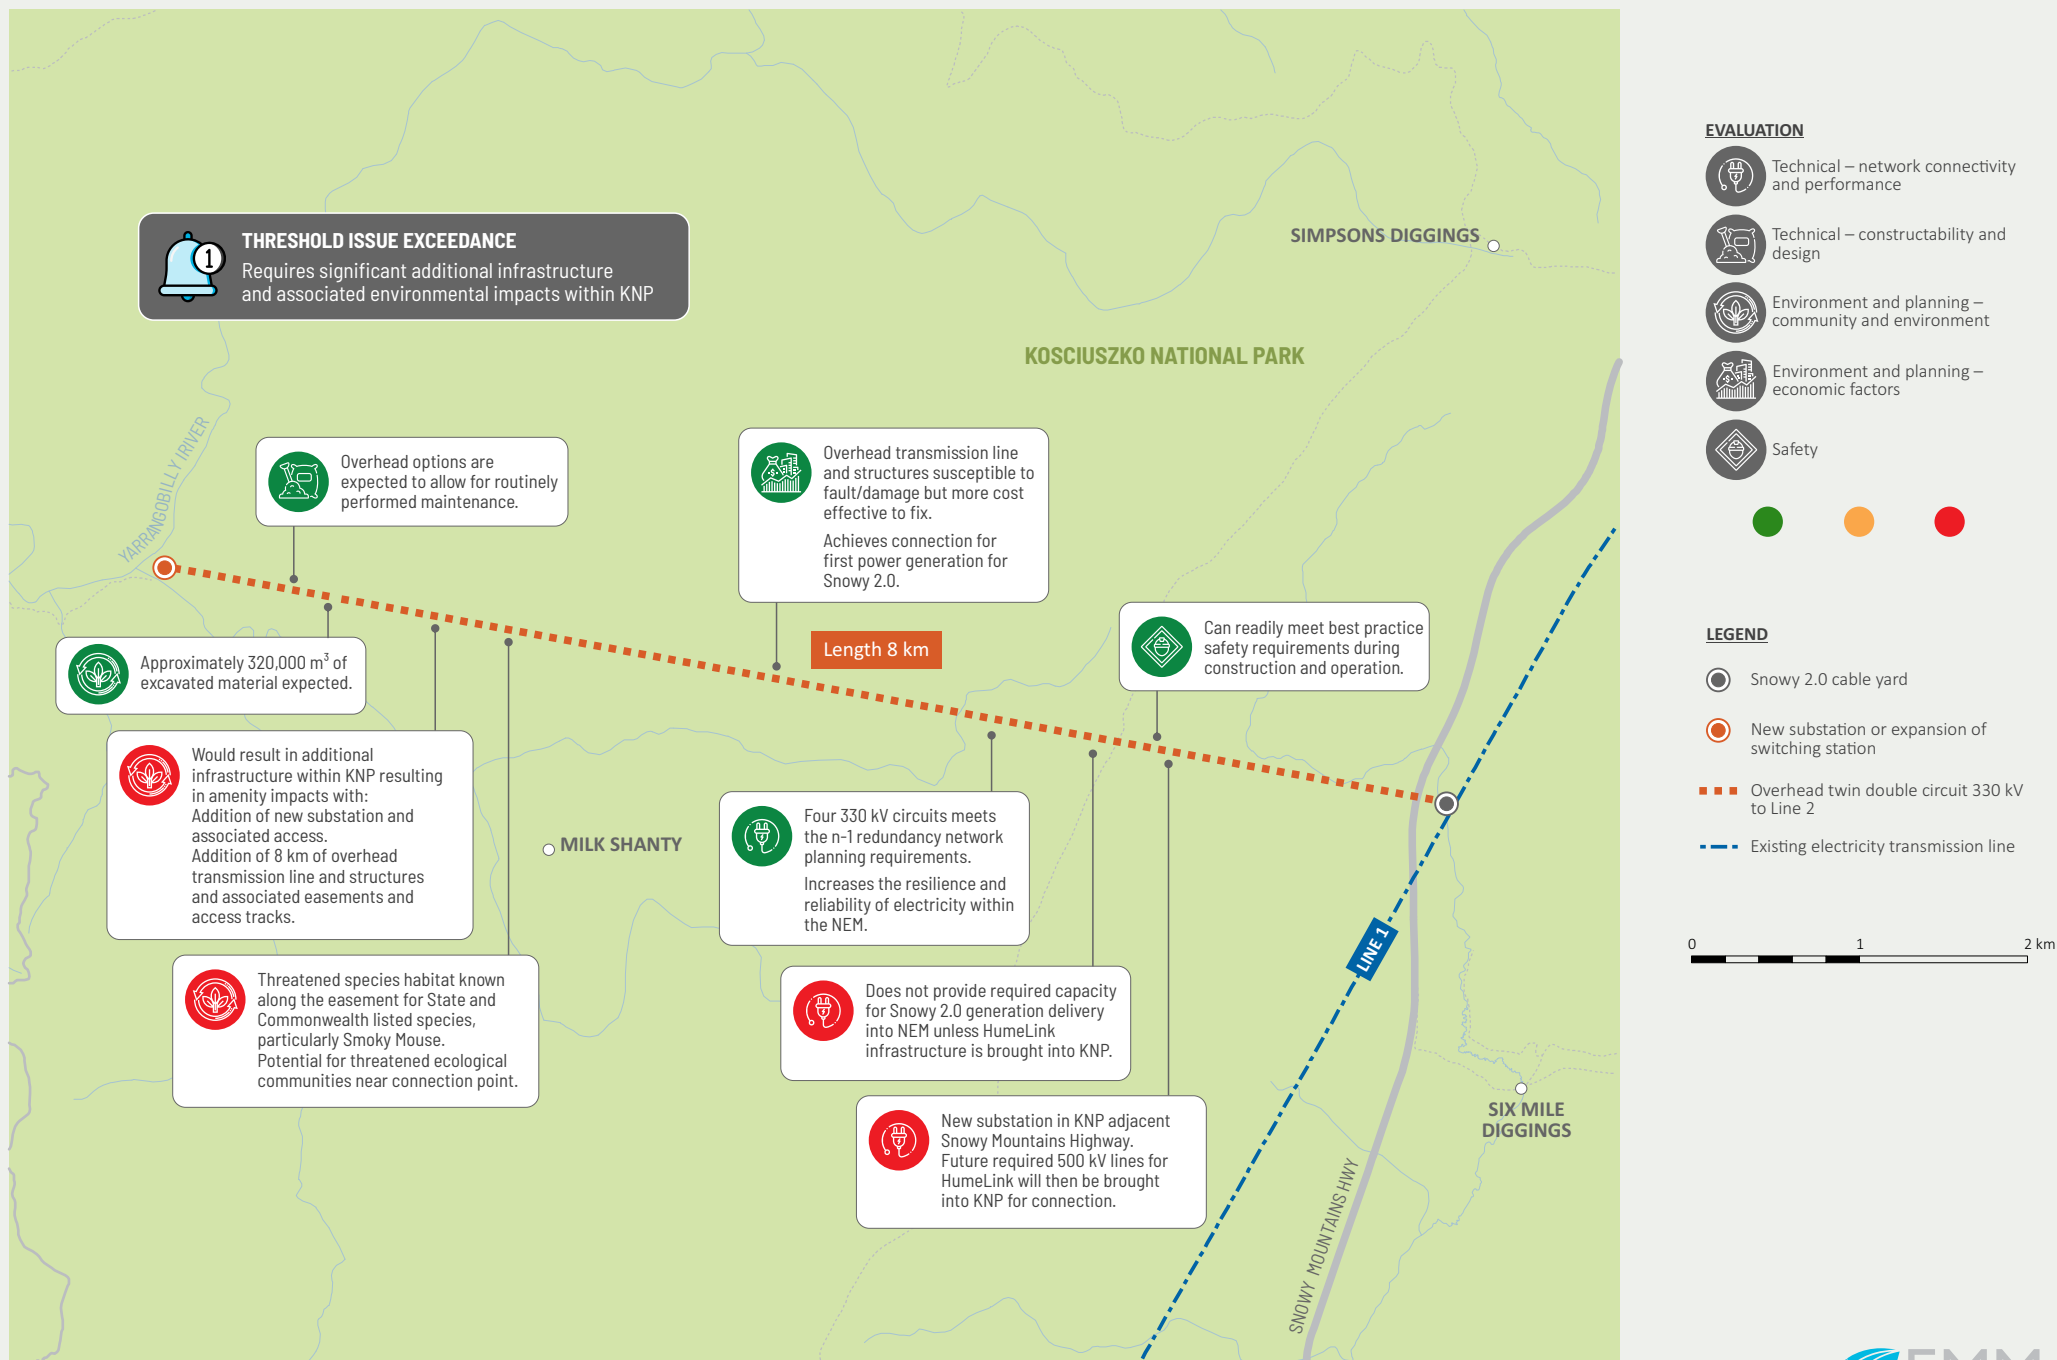 THRESHOLD ISSUE EXCEEDANCE
Requires significant additional infrastructure
and associated environmental impacts within KNP
1
SIMPSONS DIGGINGS
KOSCIUSZKO NATIONAL PARK
YARRANGOBILLY IRIVER
Overhead options are
expected to allow for routinely
performed maintenance.
Overhead transmission line
and structures susceptible to
fault/damage but more cost
effective to fix.
Achieves connection for
first power generation for
Snowy 2.0.
Length 8 km
Can readily meet best practice
safety requirements during
construction and operation.
Approximately 320,000 m³ of
excavated material expected.
Would result in additional
infrastructure within KNP resulting
in amenity impacts with:
Addition of new substation and
associated access.
Addition of 8 km of overhead
transmission line and structures
and associated easements and
access tracks.
MILK SHANTY
Four 330 kV circuits meets
the n-1 redundancy network
planning requirements.
Increases the resilience and
reliability of electricity within
the NEM.
Threatened species habitat known
along the easement for State and
Commonwealth listed species,
particularly Smoky Mouse.
Potential for threatened ecological
communities near connection point.
Does not provide required capacity
for Snowy 2.0 generation delivery
into NEM unless HumeLink
infrastructure is brought into KNP.
New substation in KNP adjacent
Snowy Mountains Highway.
Future required 500 kV lines for
HumeLink will then be brought
into KNP for connection.
LINE 1
SIX MILE
DIGGINGS
SNOWY MOUNTAINS HWY
EVALUATION
Technical – network connectivity
and performance
Technical – constructability and
design
Environment and planning –
community and environment
Environment and planning –
economic factors
Safety
LEGEND
Snowy 2.0 cable yard
New substation or expansion of
switching station
Overhead twin double circuit 330 kV
to Line 2
Existing electricity transmission line
0 1 2 km
EMM